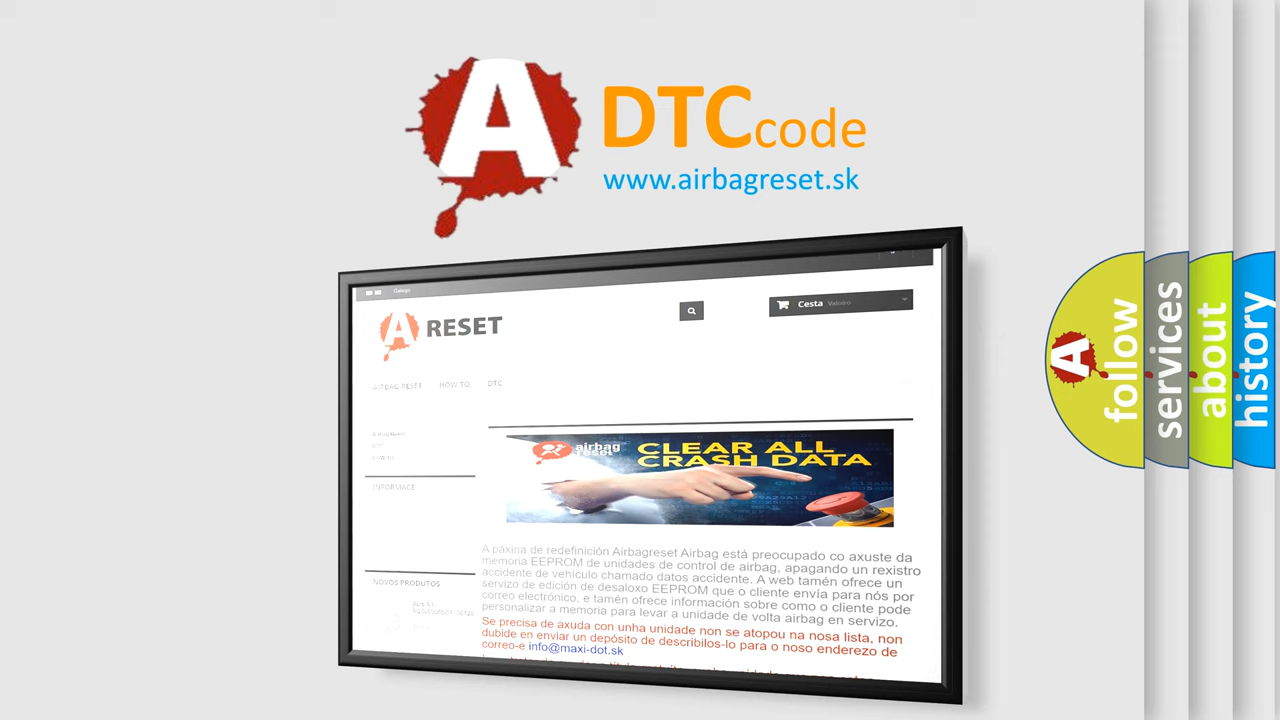 A
DTCcode
www.airbagreset.sk
Galego
A RESET
Cesta Valeiro
AIRBAG RESET HOW TO DTC
INFORMACE
airbag
reset
CLEAR ALL
CRASH DATA
A páxina de redefinición Airbagreset Airbag está preocupado co axuste da
memoria EEPROM de unidades de control de airbag, apagando un rexistro
accidente de vehículo chamado datos accidente. A web tamén ofrece un
servizo de edición de desaloxo EEPROM que o cliente envía para nós por
correo electrónico, e tamén ofrece información sobre como o cliente pode
personalizar a memoria para levar a unidade de volta airbag en servizo.
NOVOS PRODUTOS
Se precisa de axuda con unha unidade non se atopou na nosa lista, non
dubide en enviar un depósito de describilos-lo para o noso enderezo de
correo-e info@maxi-dot.sk
A
follow
services
about
history